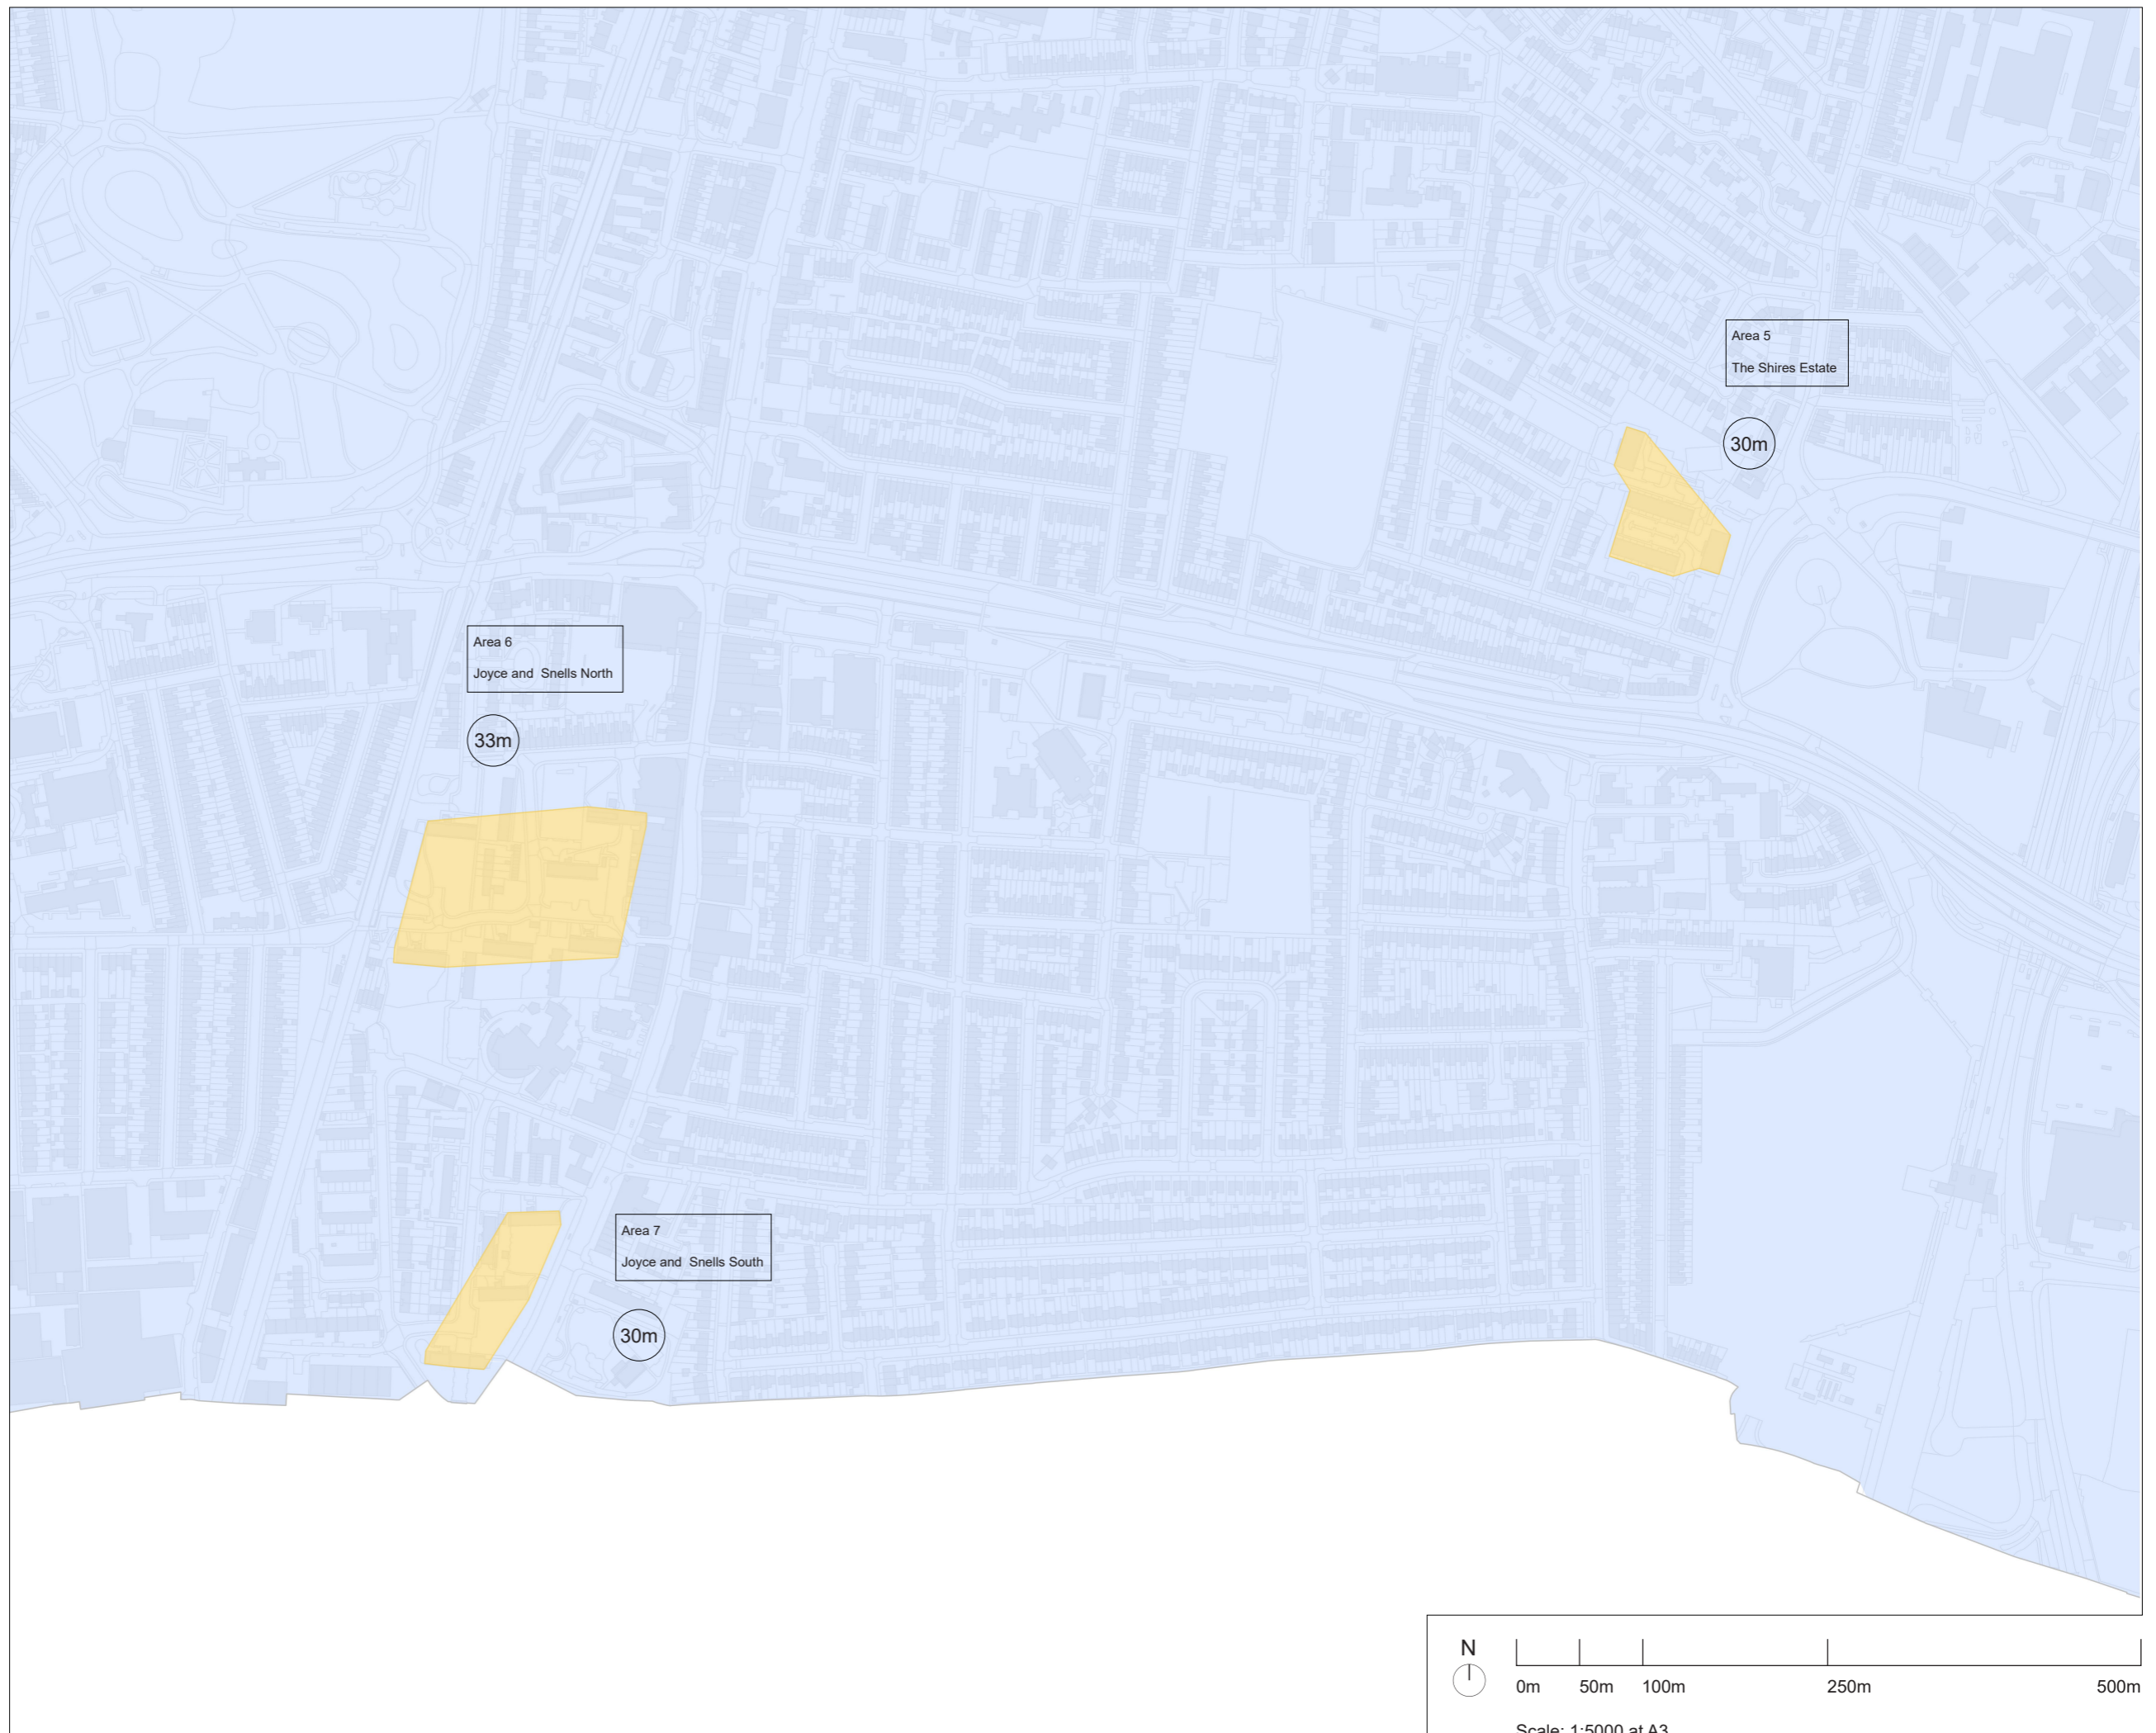 Area 5
The Shires Estate
30m
Area 6
Joyce and Snells North
33m
Area 7
Joyce and Snells South
30m
N
0m 50m 100m 250m 500m
Scale: 1:5000 at A3